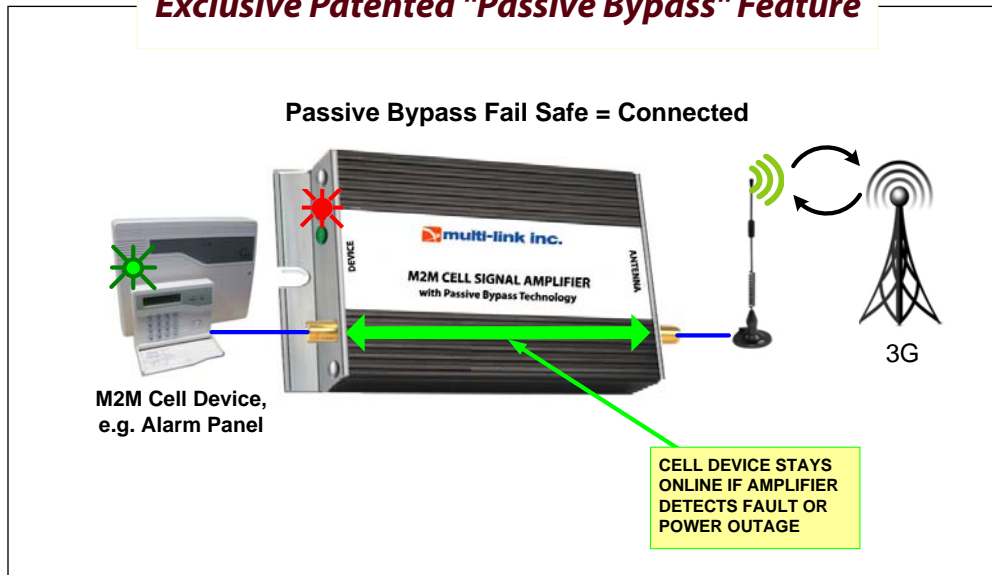 Exclusive Patented "Passive Bypass" Feature
Passive Bypass Fail Safe = Connected
multi-link inc.
DEVICE
ANTENNA
M2M CELL SIGNAL AMPLIFIER
with Passive Bypass Technology
3G
M2M Cell Device,
e.g. Alarm Panel
CELL DEVICE STAYS
ONLINE IF AMPLIFIER
DETECTS FAULT OR
POWER OUTAGE